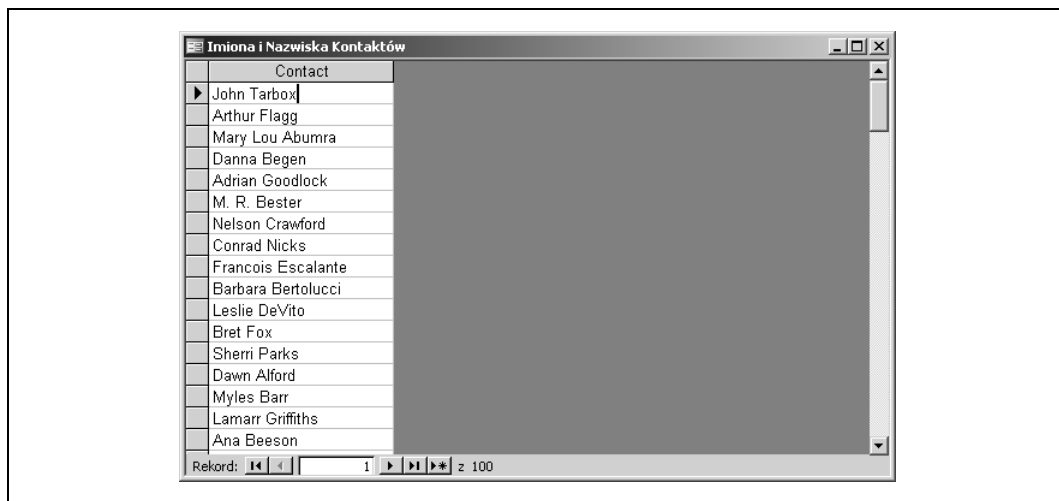 Imiona i Nazwiska Kontaktów
Contact
John Tarbox
Arthur Flagg
Mary Lou Abumra
Danna Begen
Adrian Goodlock
M. R. Bester
Nelson Crawford
Conrad Nicks
Francois Escalante
Barbara Bertolucci
Leslie DeVito
Bret Fox
Sherri Parks
Dawn Alford
Myles Barr
Lamarr Griffiths
Ana Beeson
Rekord: 1 z 100